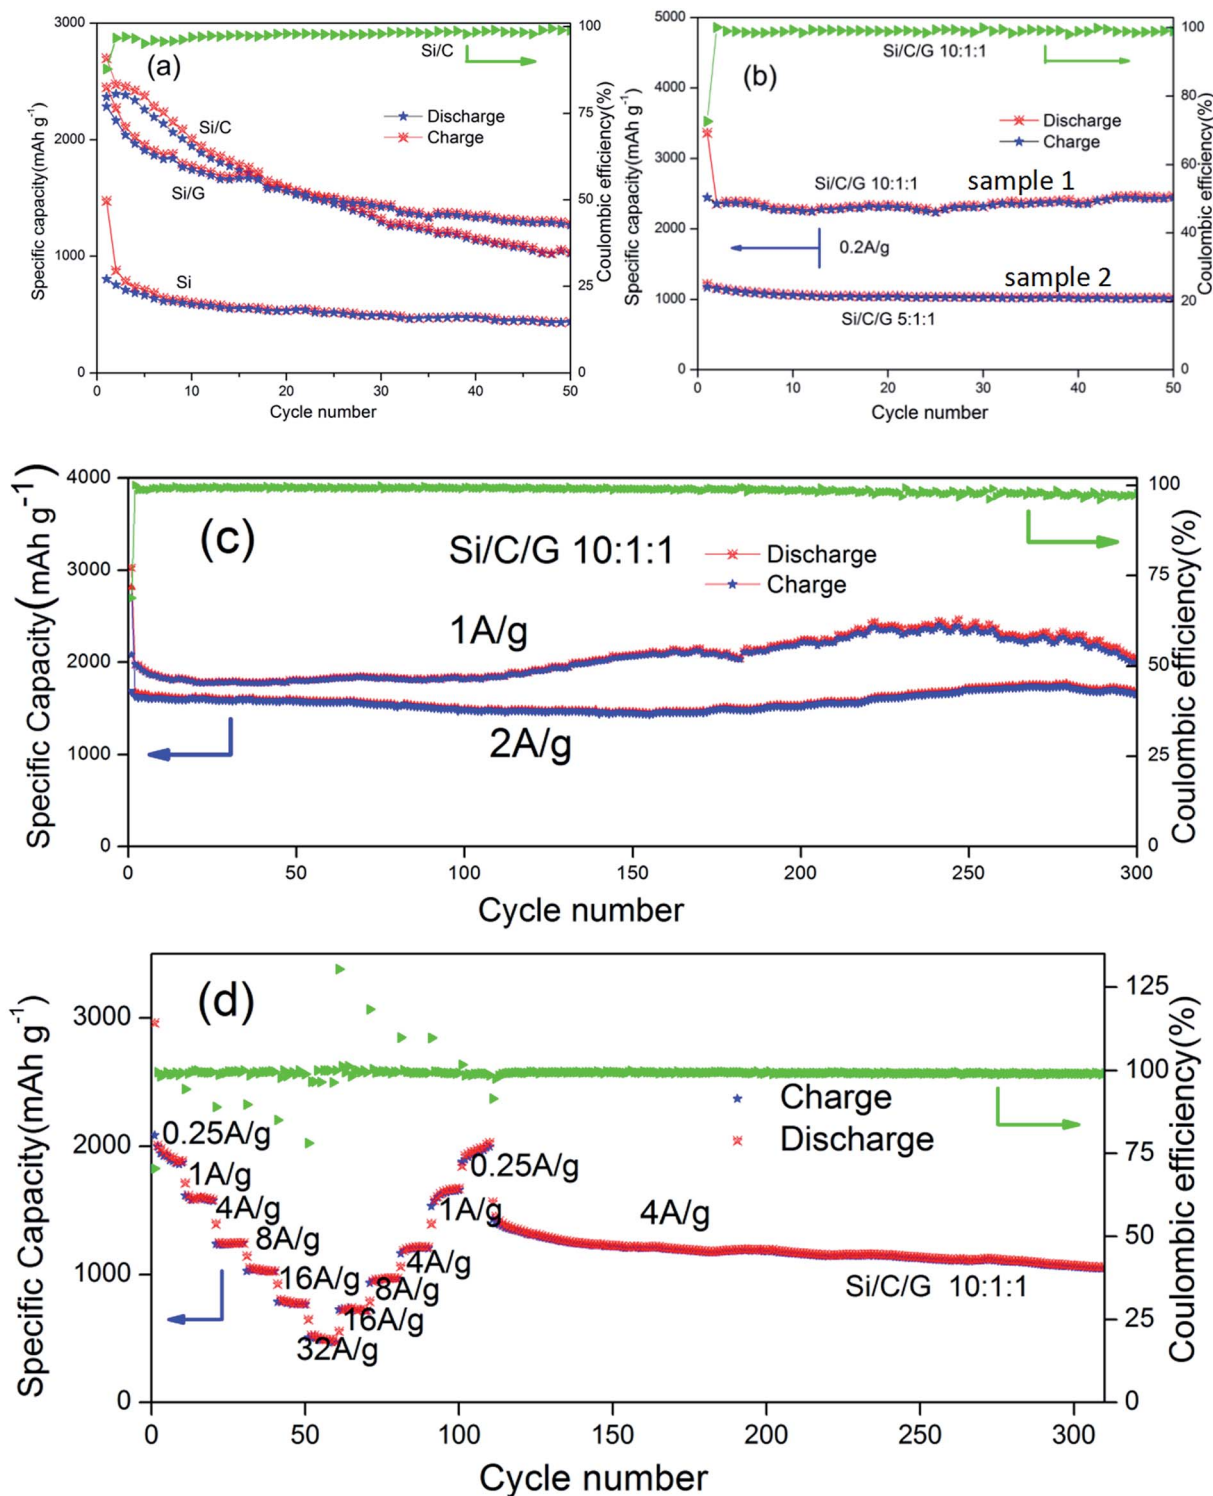 (a)
Si/C
Discharge
Charge
Si/C
Si/G
Si
Specific capacity(mAh g⁻¹)
3000
2000
1000
0
0
10
20
30
40
50
Cycle number
100
75
50
25
0
Coulombic efficiency(%)
(b)
Si/C/G 10:1:1
Discharge
Charge
Si/C/G 10:1:1
sample 1
0.2A/g
sample 2
Si/C/G 5:1:1
Specific capacity(mAh g⁻¹)
5000
4000
3000
2000
1000
0
0
10
20
30
40
50
Cycle number
100
80
60
40
20
0
Coulombic efficiency(%)
(c)
Si/C/G 10:1:1
Discharge
Charge
1A/g
2A/g
Specific Capacity(mAh g⁻¹)
4000
3000
2000
1000
0
0
50
100
150
200
250
300
Cycle number
100
75
50
25
0
Coulombic efficiency(%)
(d)
Charge
Discharge
0.25A/g
1A/g
4A/g
8A/g
16A/g
32A/g
16A/g
8A/g
4A/g
1A/g
0.25A/g
4A/g
Si/C/G 10:1:1
Specific Capacity(mAh g⁻¹)
3000
2000
1000
0
0
50
100
150
200
250
300
Cycle number
125
100
75
50
25
0
Coulombic efficiency(%)